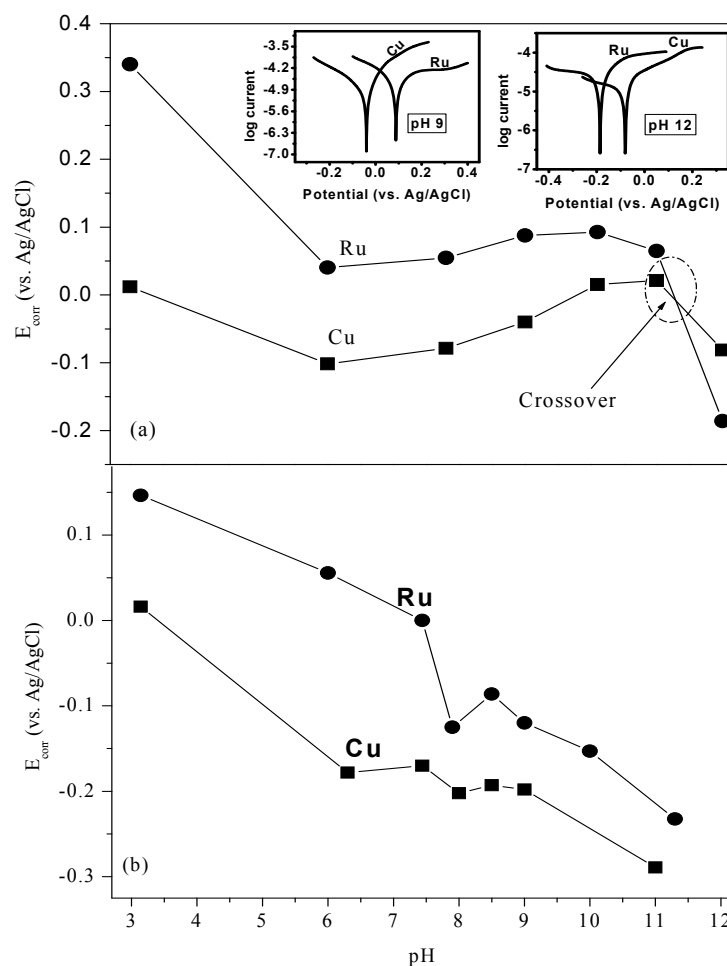 0.4
0.3
0.2
0.1
0.0
-0.1
-0.2
E_corr (vs. Ag/AgCl)
Ru
Cu
(a)
Crossover
-3.5
-4.2
-4.9
-5.6
-6.3
-7.0
log current
Cu
Ru
pH 9
-0.2 0.0 0.2 0.4
Potential (vs. Ag/AgCl)
-4
-5
-6
-7
log current
Ru
Cu
pH 12
-0.4 -0.2 0.0 0.2
Potential (vs. Ag/AgCl)
0.1
0.0
-0.1
-0.2
-0.3
E_corr (vs. Ag/AgCl)
Ru
Cu
(b)
3 4 5 6 7 8 9 10 11 12
pH